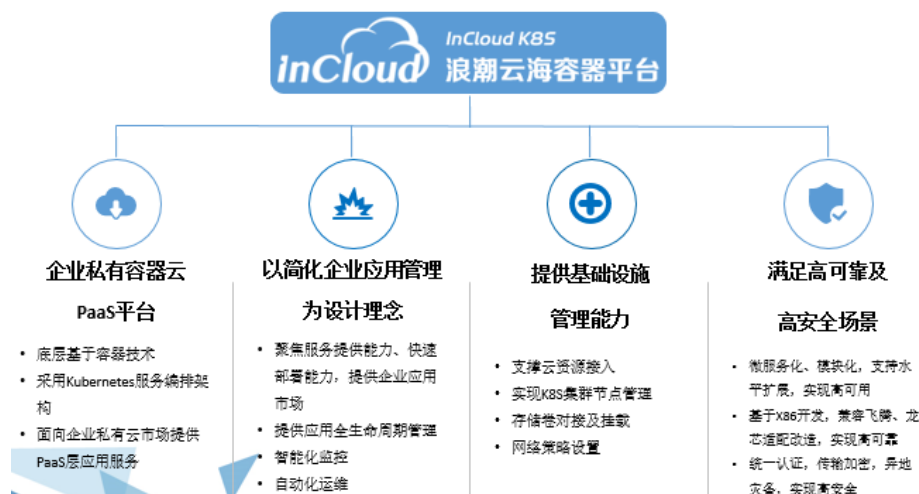 inCloud
InCloud K8S
浪潮云海容器平台
企业私有容器云
PaaS平台
• 底层基于容器技术
• 采用Kubernetes服务编排架
构
• 面向企业私有云市场提供
PaaS层应用服务
以简化企业应用管理
为设计理念
• 聚焦服务提供能力、快速
部署能力，提供企业应用
市场
• 提供应用全生命周期管理
• 智能化监控
• 自动化运维
提供基础设施
管理能力
• 支撑云资源接入
• 实现K8S集群节点管理
• 存储卷对接及挂载
• 网络策略设置
满足高可靠及
高安全场景
• 微服务化、模块化，支持水
平扩展，实现高可用
• 基于X86开发，兼容飞腾、龙
芯适配改造，实现高可靠
• 统一认证，传输加密，异地
灾备，实现高安全